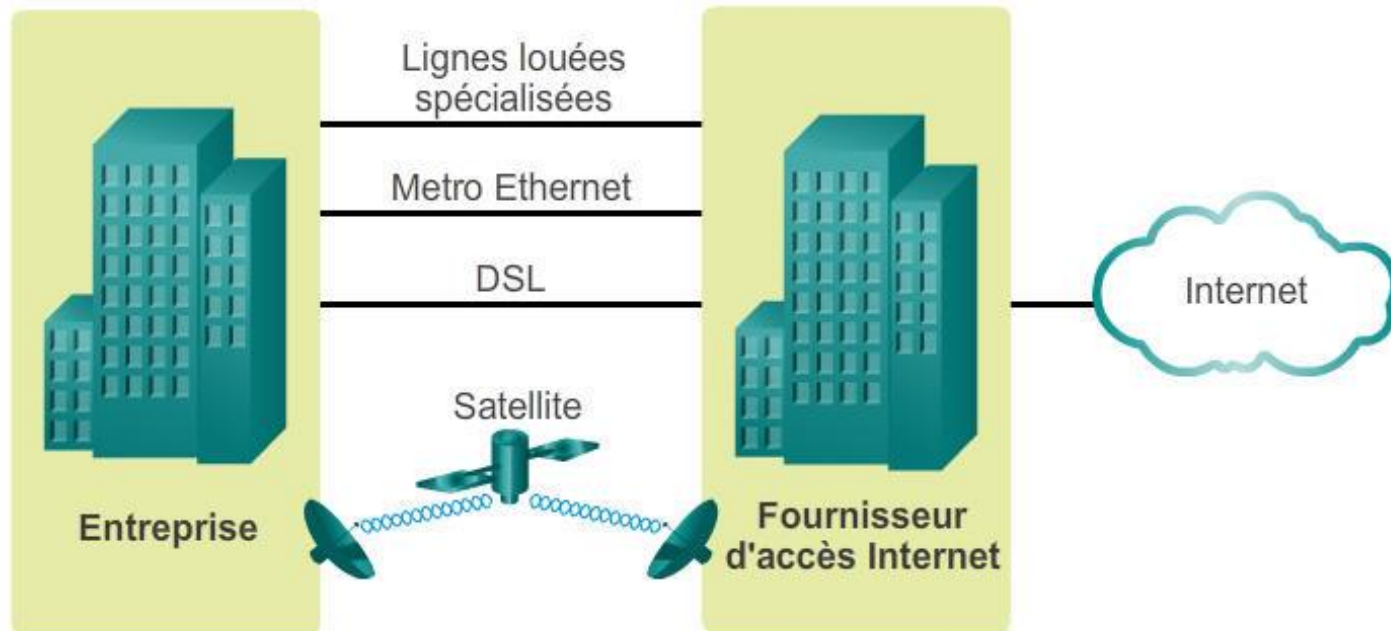 Lignes louées
spécialisées
Metro Ethernet
DSL
Satellite
Entreprise
Fournisseur
d'accès Internet
Internet